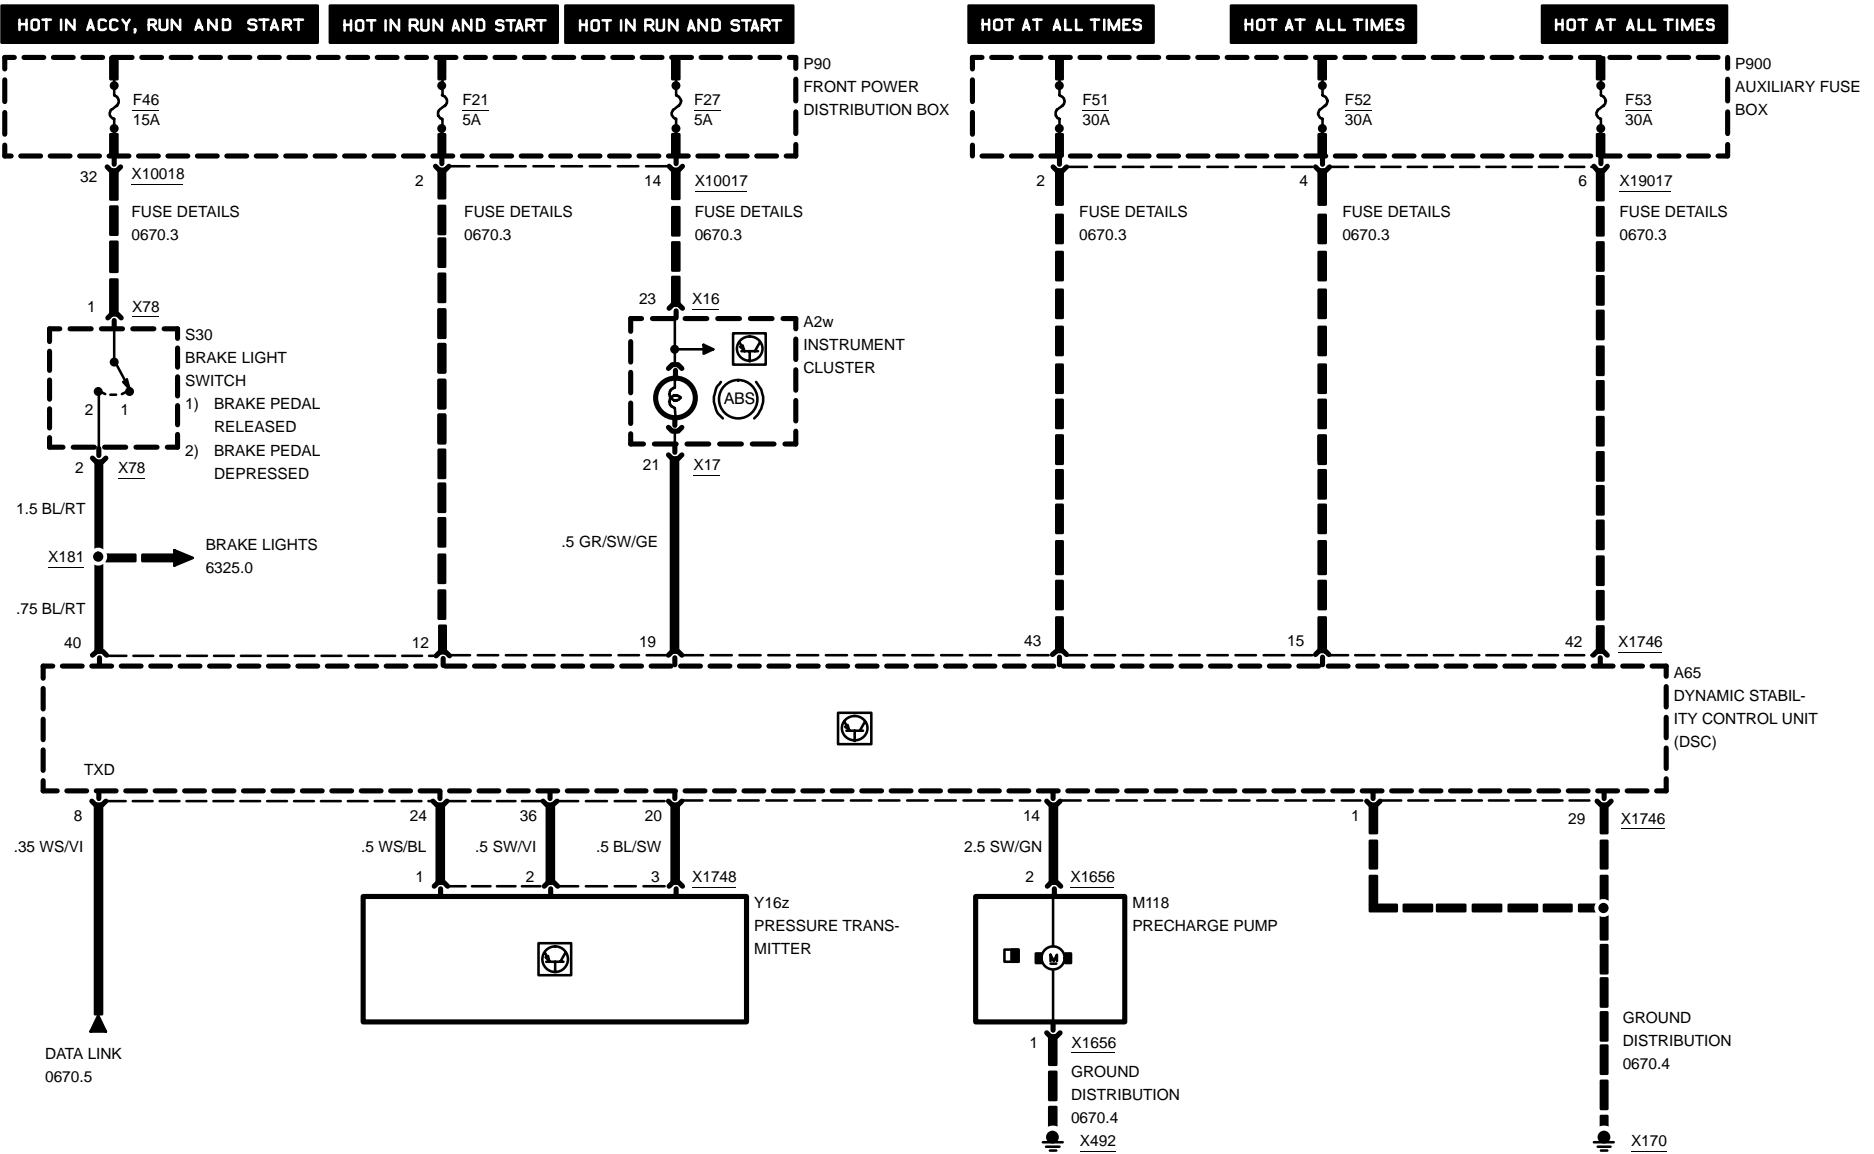 HOT IN ACCY, RUN AND START
HOT IN RUN AND START
HOT IN RUN AND START
HOT AT ALL TIMES
HOT AT ALL TIMES
HOT AT ALL TIMES
F46
15A
F21
5A
F27
5A
P90
FRONT POWER
DISTRIBUTION BOX
F51
30A
F52
30A
F53
30A
P900
AUXILIARY FUSE
BOX
32
X10018
2
14
X10017
2
4
6
X19017
FUSE DETAILS
0670.3
FUSE DETAILS
0670.3
FUSE DETAILS
0670.3
FUSE DETAILS
0670.3
FUSE DETAILS
0670.3
FUSE DETAILS
0670.3
1
X78
2
1
S30
BRAKE LIGHT
SWITCH
1) BRAKE PEDAL
RELEASED
2) BRAKE PEDAL
DEPRESSED
2
X78
23
X16
ABS
A2w
INSTRUMENT
CLUSTER
21
X17
1.5 BL/RT
X181
BRAKE LIGHTS
6325.0
.75 BL/RT
.5 GR/SW/GE
40
12
19
43
15
42
X1746
A65
DYNAMIC STABIL-
ITY CONTROL UNIT
(DSC)
TXD
8
24
36
20
14
1
29
X1746
.35 WS/VI
.5 WS/BL
.5 SW/VI
.5 BL/SW
2.5 SW/GN
1
2
3
X1748
2
X1656
Y16z
PRESSURE TRANS-
MITTER
M
M118
PRECHARGE PUMP
DATA LINK
0670.5
1
X1656
GROUND
DISTRIBUTION
0670.4
X492
GROUND
DISTRIBUTION
0670.4
X170